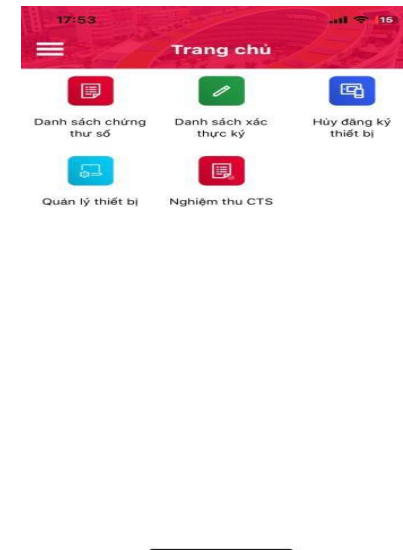 17:53
15
Trang chủ
Danh sách chứng
thư số
Danh sách xác
thực ký
Hủy đăng ký
thiết bị
Quản lý thiết bị
Nghiệm thu CTS